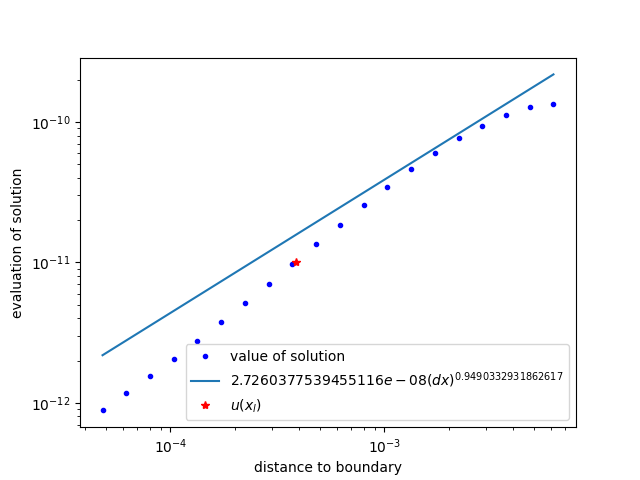 10⁻¹⁰
10⁻¹¹
10⁻¹²
evaluation of solution
value of solution
2.7260377539455116e − 08(dx)^0.9490332931862617
u(x_l)
10⁻⁴
10⁻³
distance to boundary